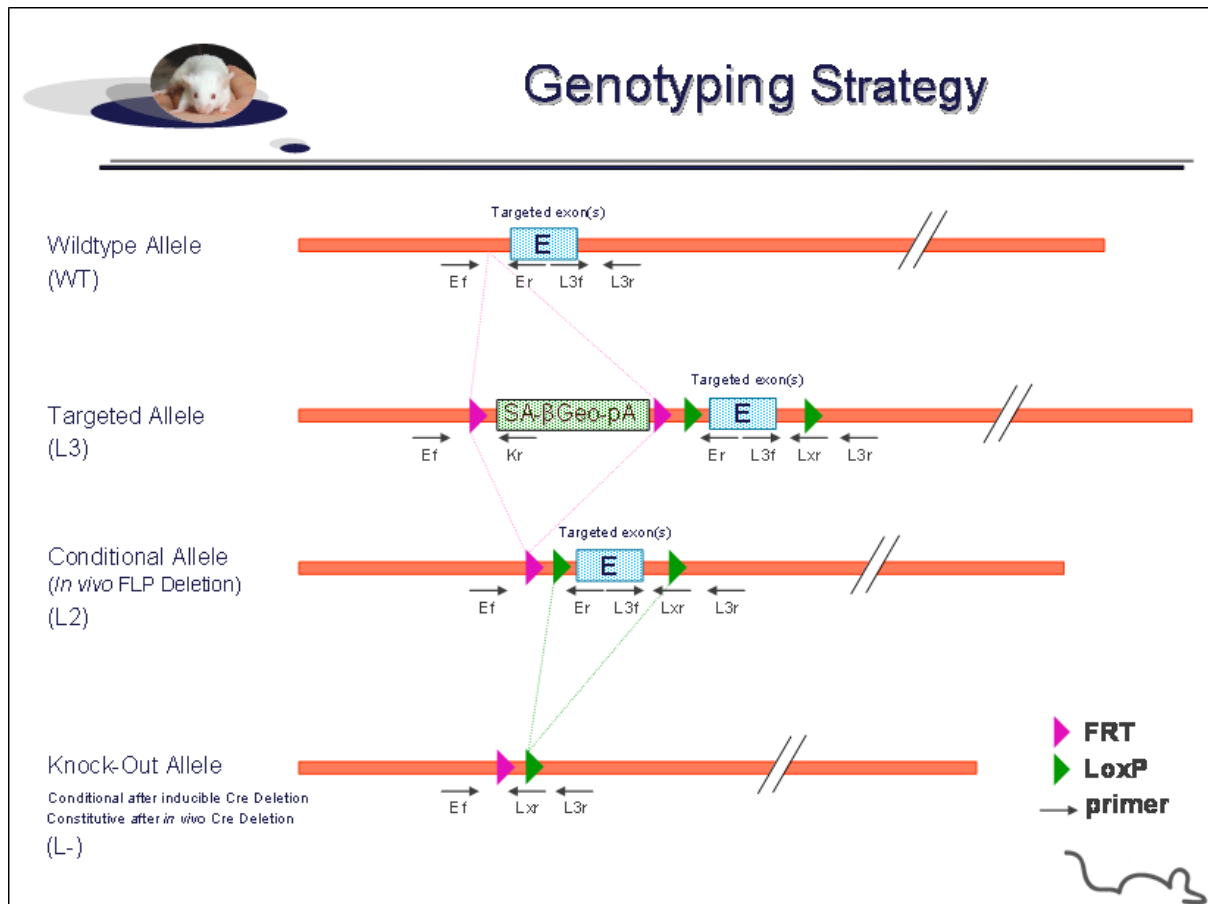 Genotyping Strategy
Targeted exon(s)
Wildtype Allele
(WT)
E
Ef Er L3f L3r
Targeted exon(s)
Targeted Allele
(L3)
SA-βGeo-pA E
Ef Kr Er L3f Lxr L3r
Targeted exon(s)
Conditional Allele
(In vivo FLP Deletion)
(L2)
E
Ef Er L3f Lxr L3r
Knock-Out Allele
Conditional after inducible Cre Deletion
Constitutive after in vivo Cre Deletion
(L-)
Ef Lxr L3r
FRT
LoxP
primer